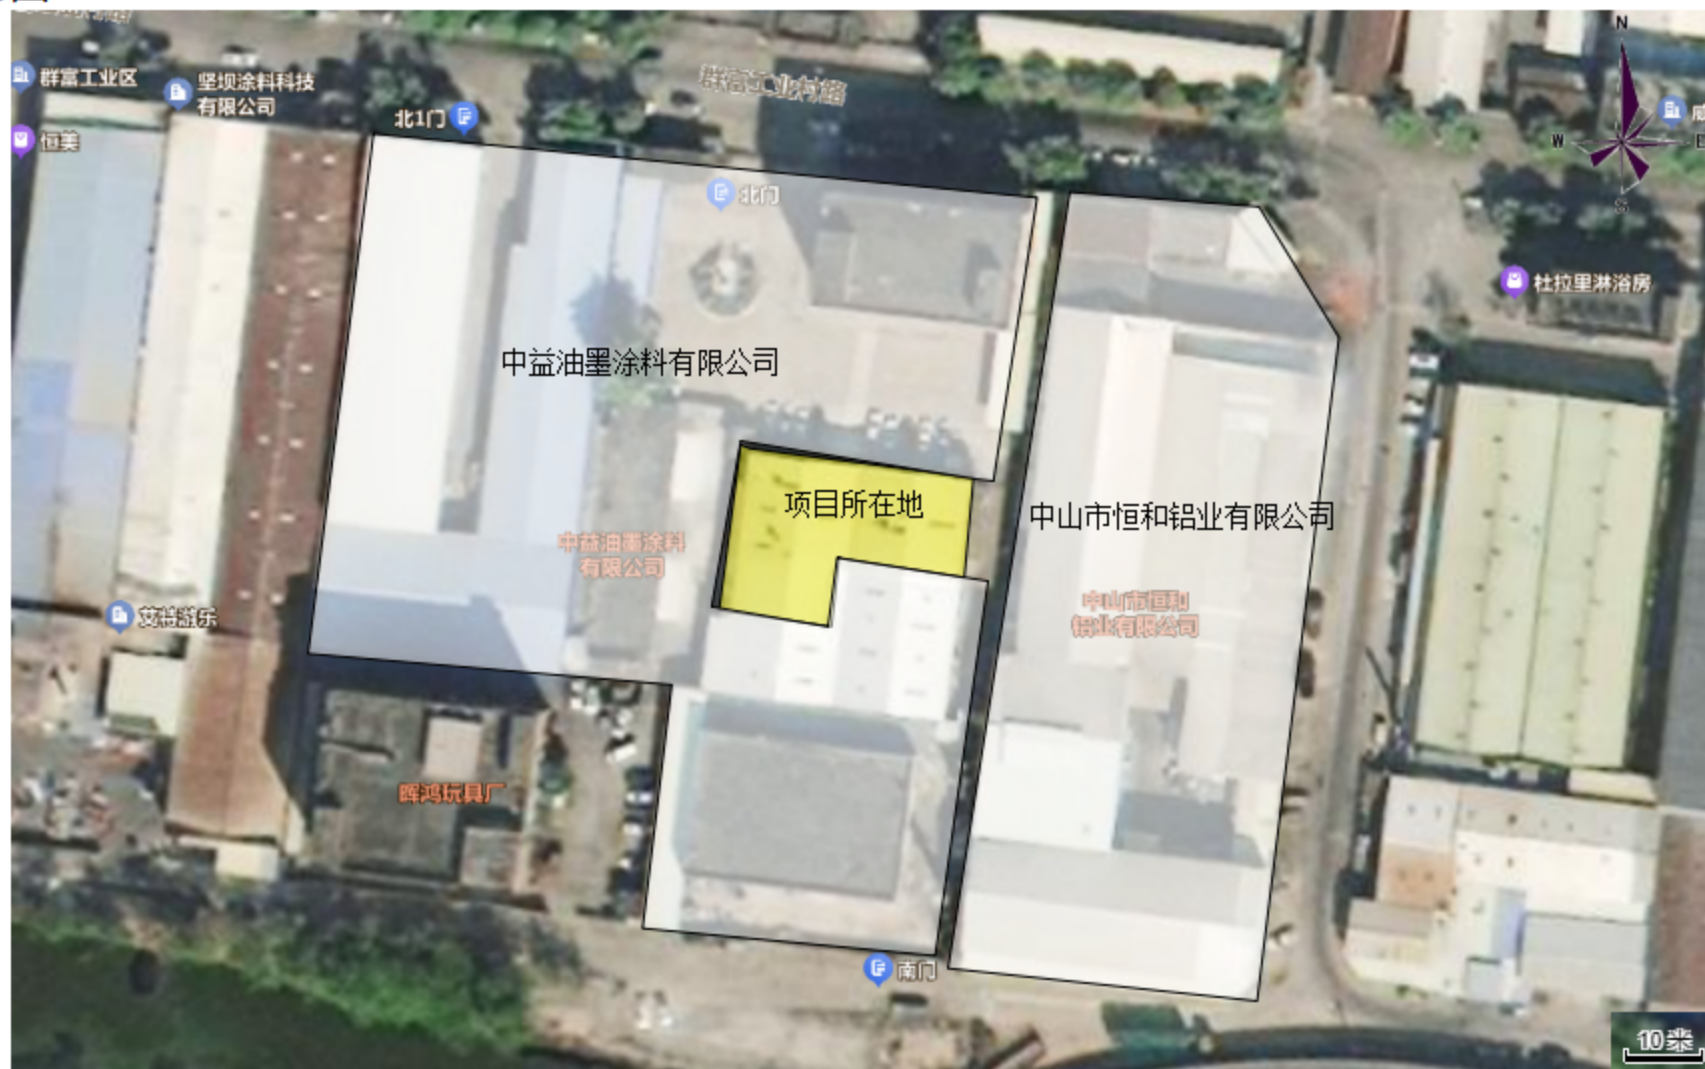 群富工业区
坚坝涂料科技
有限公司
北1门
群富工业村路
恒美
北门
N
W
E
S
杜拉里淋浴房
中益油墨涂料有限公司
项目所在地
中山市恒和铝业有限公司
中益油墨涂料
有限公司
中山市恒和
铝业有限公司
艾特游乐
晖鸿玩具厂
南门
10米